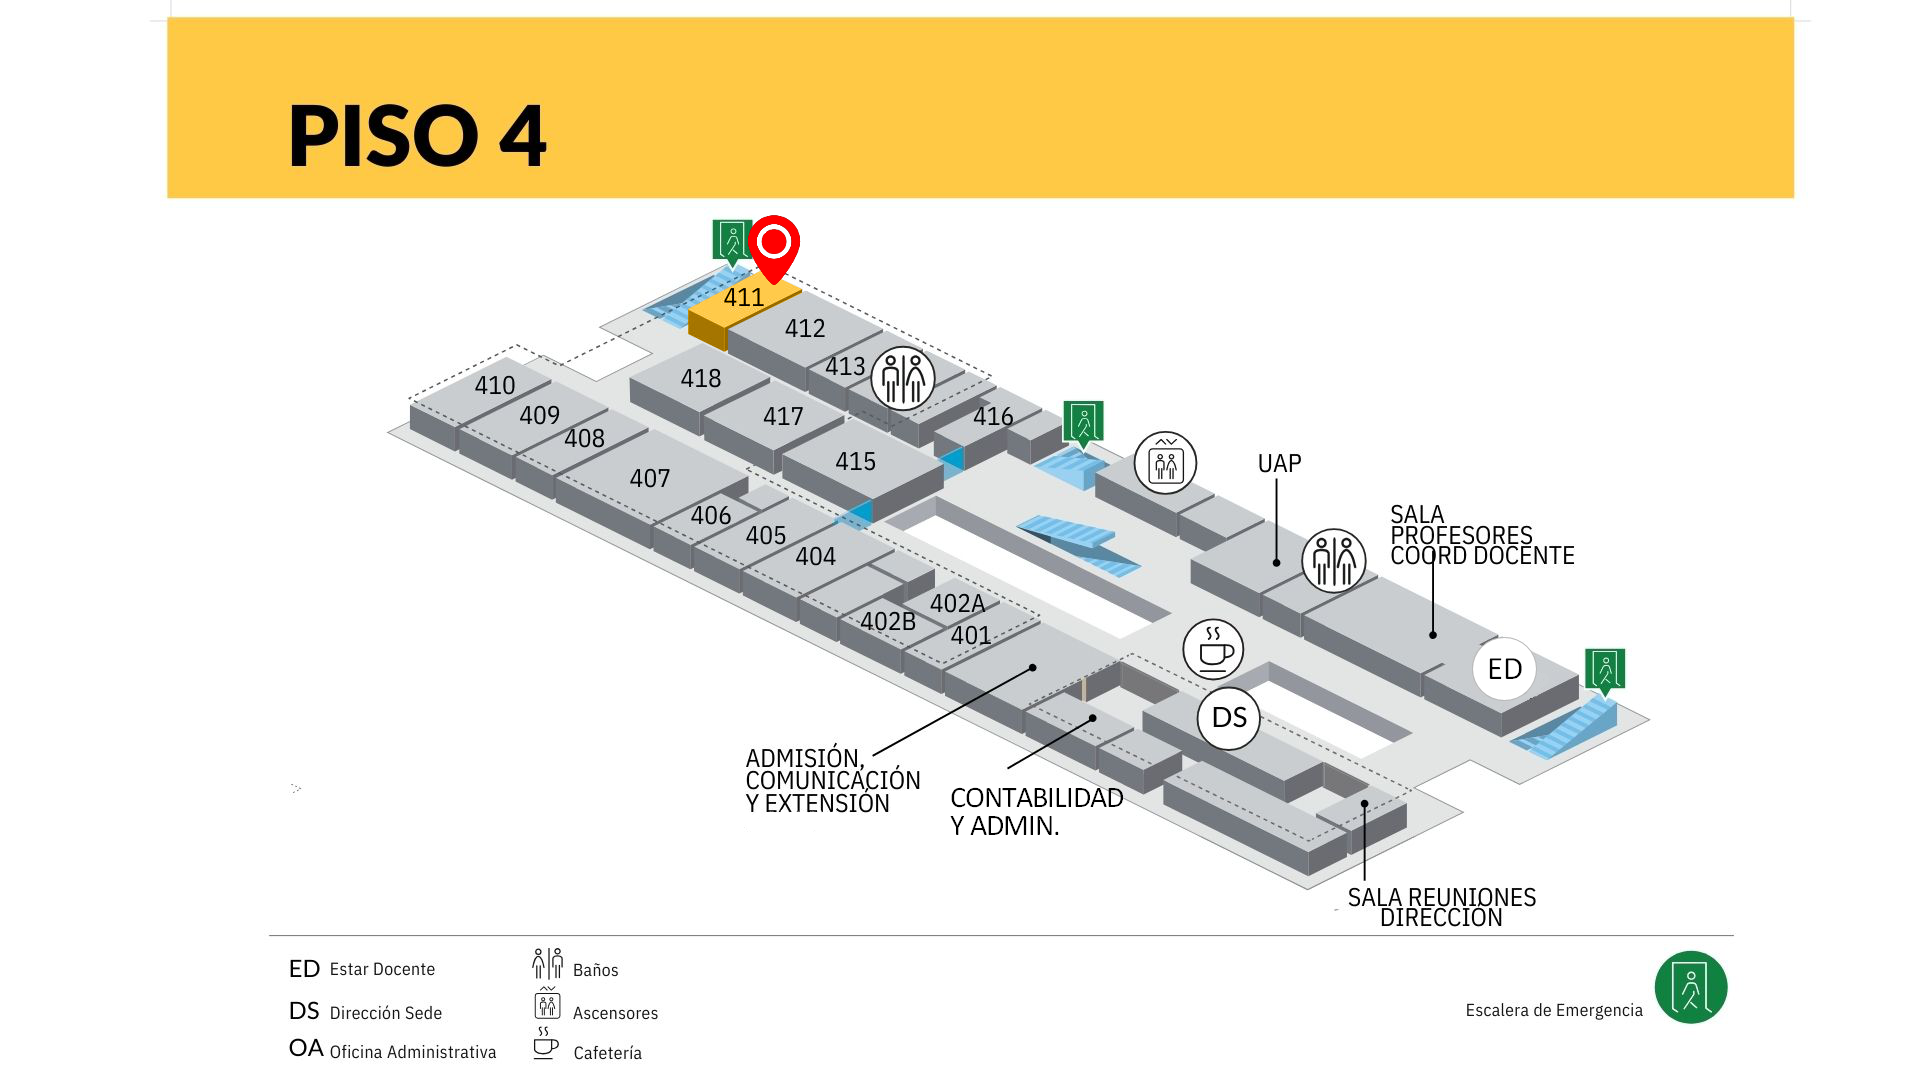 PISO 4
411
412
413
418
410
409
417
416
408
415
407
406
405
404
402A
402B
401
UAP
SALA
PROFESORES
COORD DOCENTE
ED
DS
ADMISIÓN,
COMUNICACIÓN
Y EXTENSIÓN
CONTABILIDAD
Y ADMIN.
SALA REUNIONES
DIRECCIÓN
ED Estar Docente
DS Dirección Sede
OA Oficina Administrativa
Baños
Ascensores
Cafetería
Escalera de Emergencia